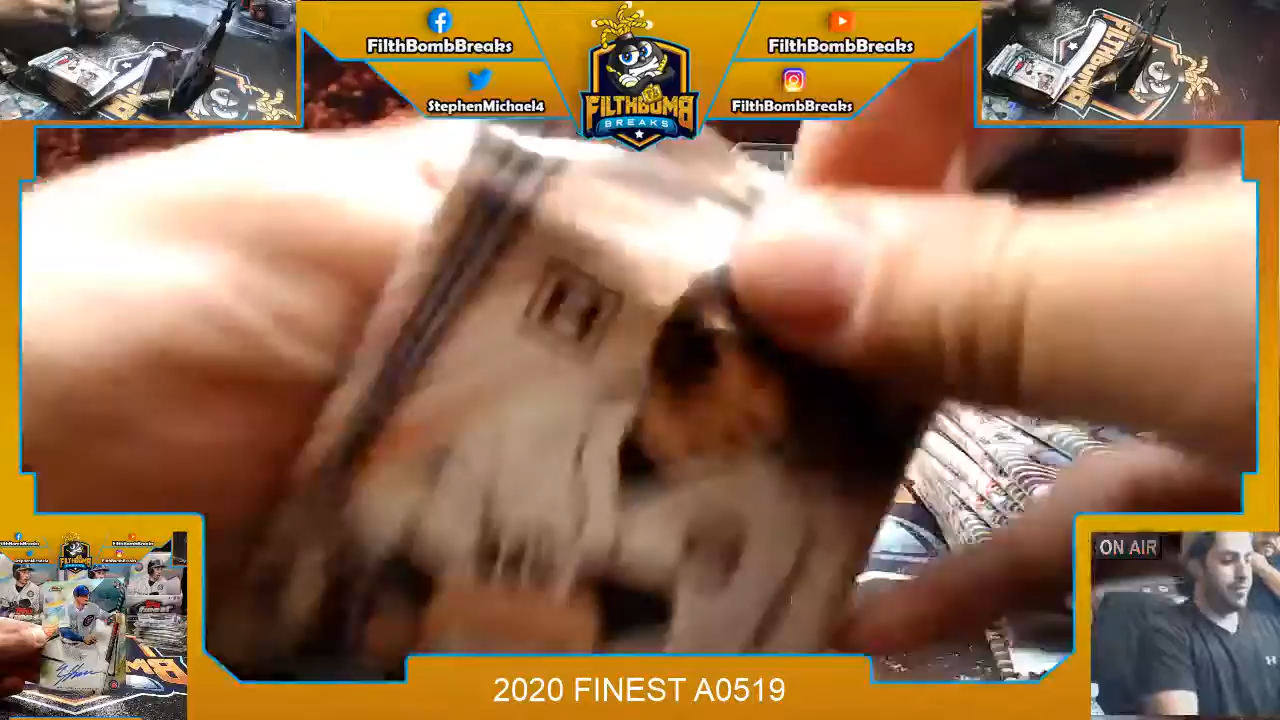 FilthBombBreaks
FilthBombBreaks
StephenMichael4
FilthBombBreaks
FILTHBOMB
BREAKS
ON AIR
2020 FINEST A0519